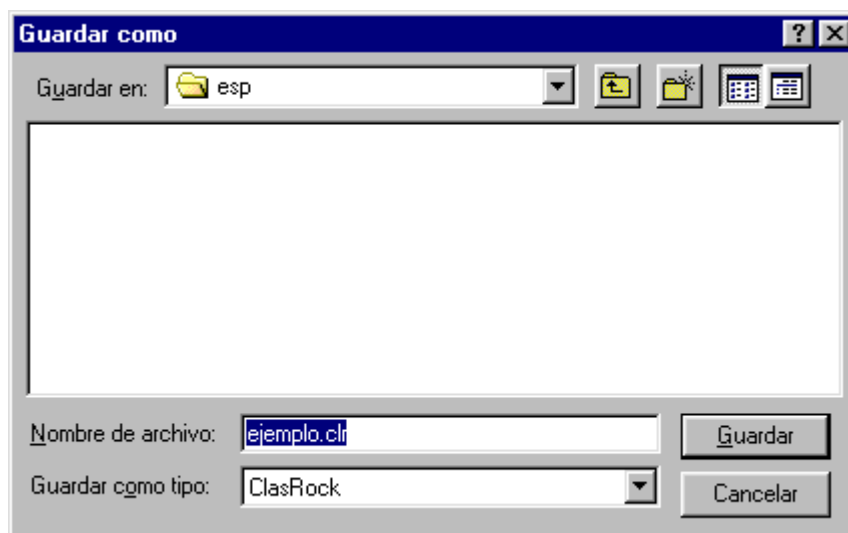 Guardar como
Guardar en: esp
Nombre de archivo: ejemplo.clr Guardar
Guardar como tipo: ClasRock Cancelar